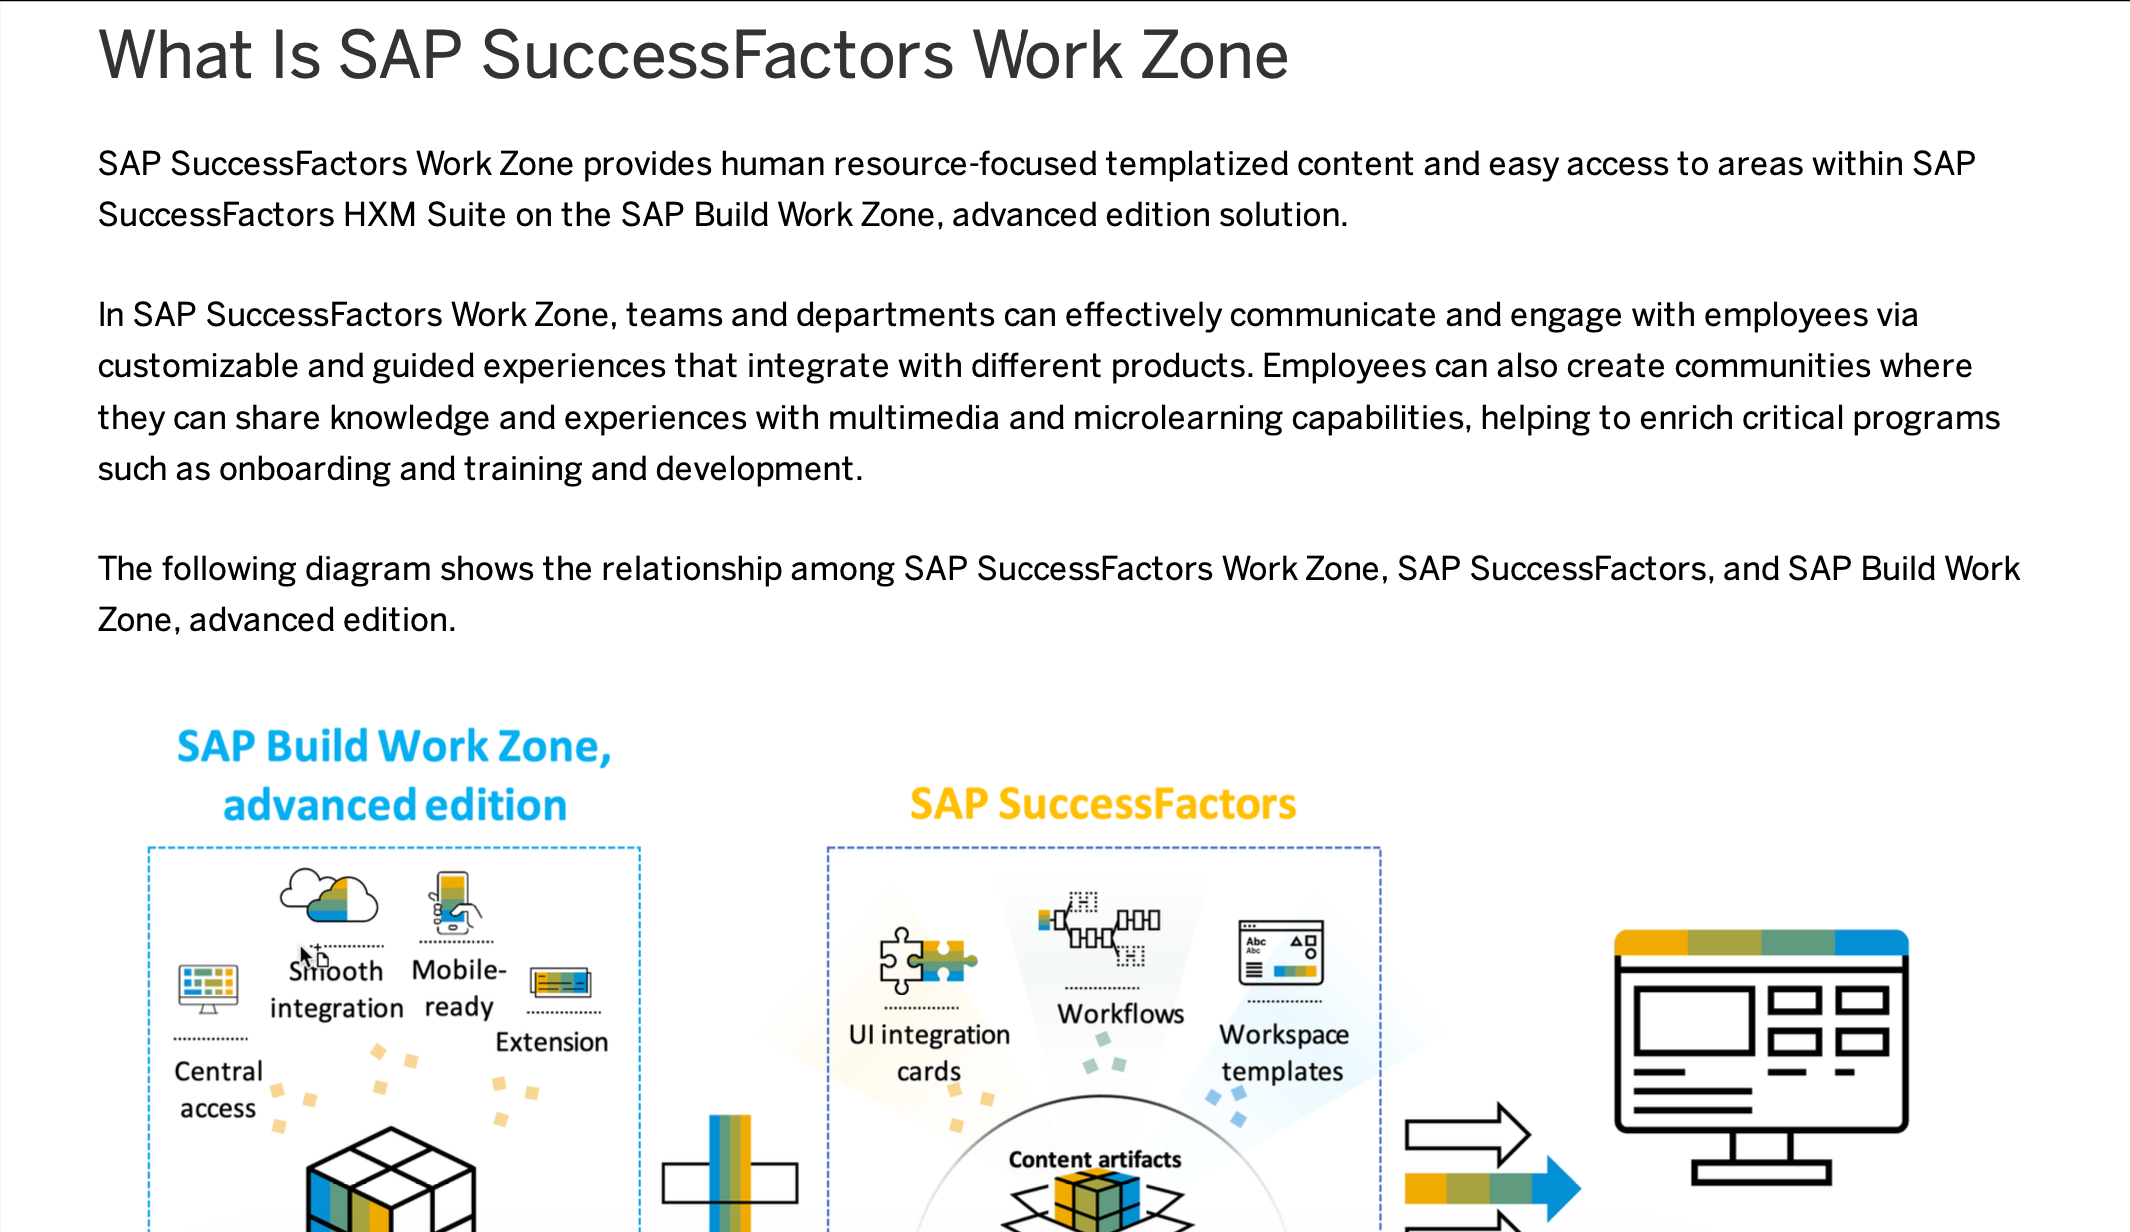 What Is SAP SuccessFactors Work Zone
SAP SuccessFactors Work Zone provides human resource-focused templatized content and easy access to areas within SAP
SuccessFactors HXM Suite on the SAP Build Work Zone, advanced edition solution.
In SAP SuccessFactors Work Zone, teams and departments can effectively communicate and engage with employees via
customizable and guided experiences that integrate with different products. Employees can also create communities where
they can share knowledge and experiences with multimedia and microlearning capabilities, helping to enrich critical programs
such as onboarding and training and development.
The following diagram shows the relationship among SAP SuccessFactors Work Zone, SAP SuccessFactors, and SAP Build Work
Zone, advanced edition.
SAP Build Work Zone,
advanced edition
Smooth
integration
Mobile-
ready
Extension
Central
access
SAP SuccessFactors
UI integration
cards
Workflows
Abc
Abc
Workspace
templates
Content artifacts